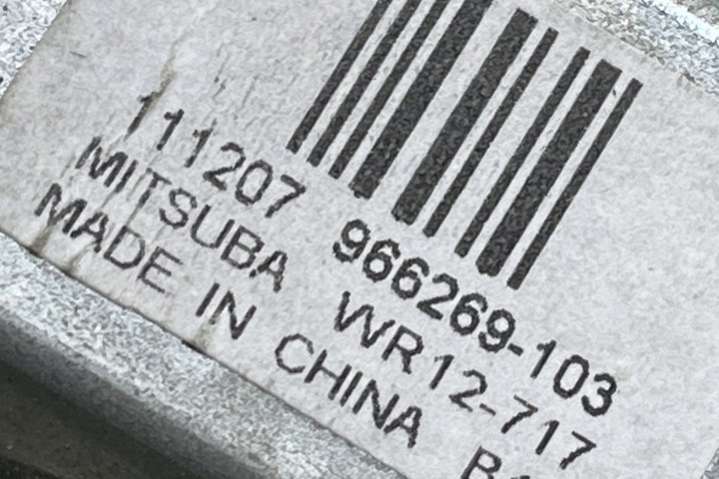 111207 966269-103
MITSUBA WR12-717
MADE IN CHINA